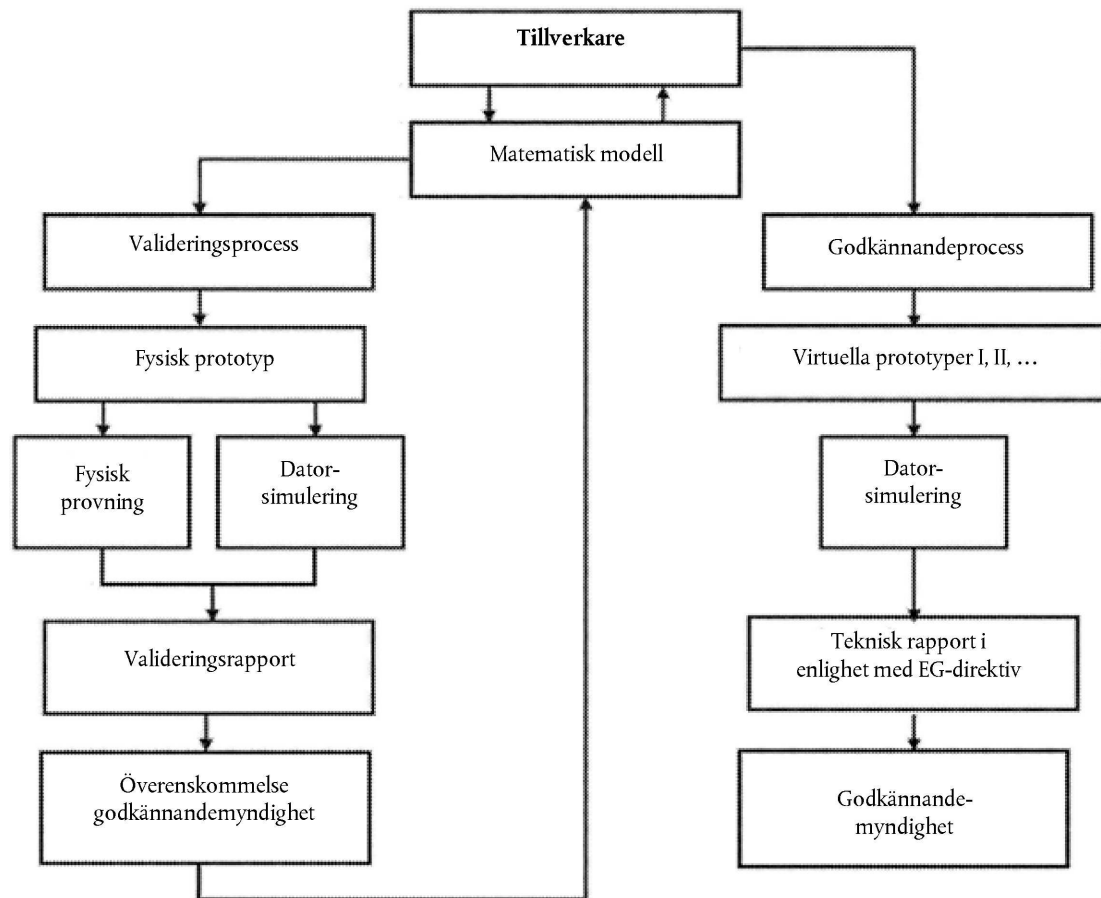 Tillverkare
Matematisk modell
Valideringsprocess
Godkännandeprocess
Fysisk prototyp
Virtuella prototyper I, II, …
Fysisk
provning
Dator-
simulering
Dator-
simulering
Valideringsrapport
Teknisk rapport i
enlighet med EG-direktiv
Överenskommelse
godkännandemyndighet
Godkännande-
myndighet